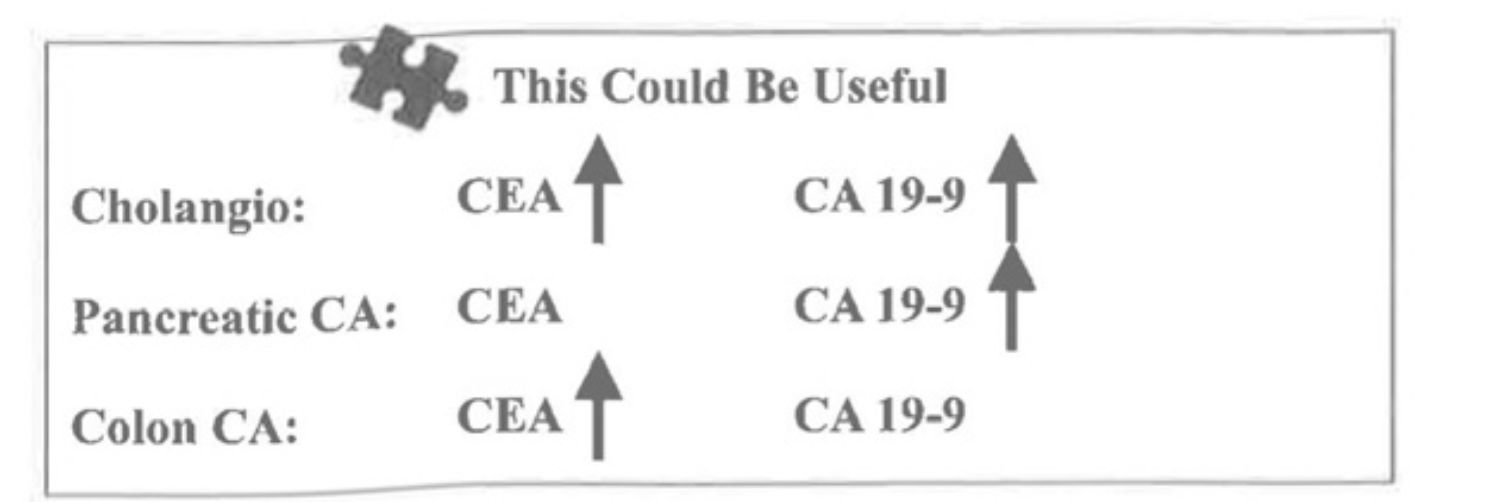 This Could Be Useful
Cholangio: CEA CA 19-9
Pancreatic CA: CEA CA 19-9
Colon CA: CEA CA 19-9